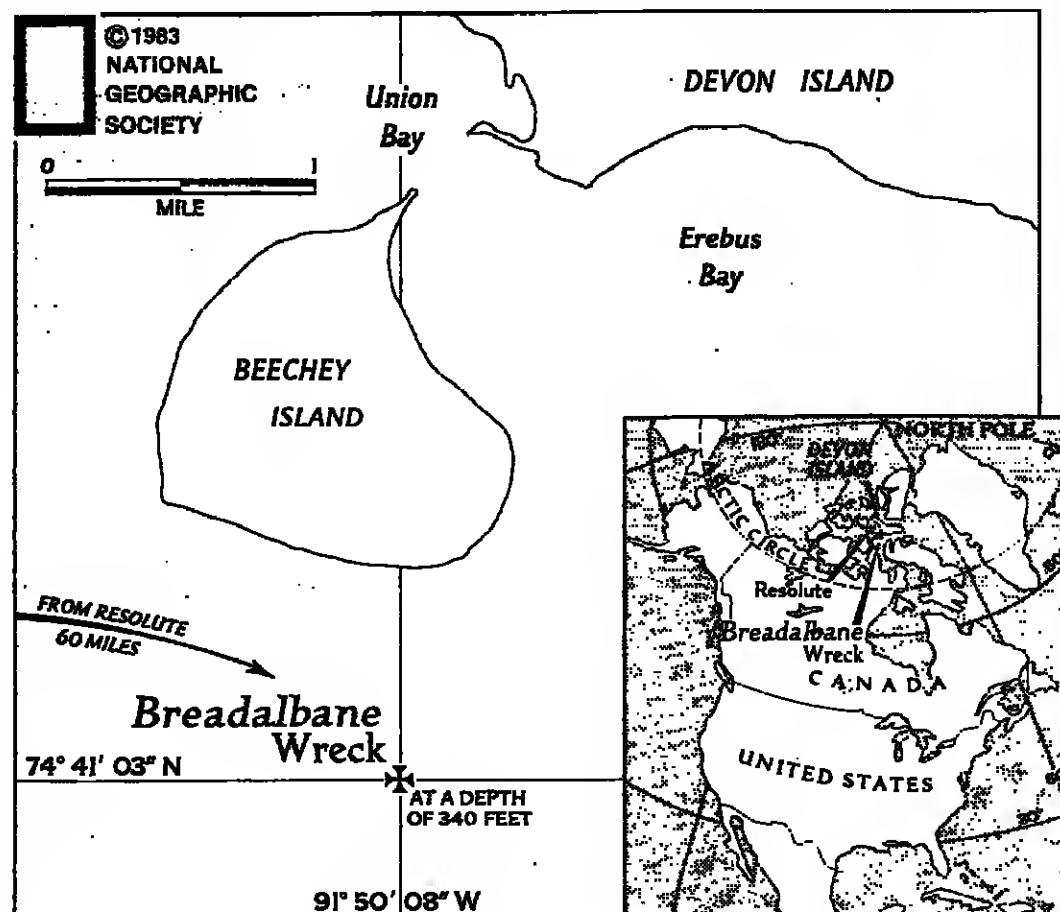 © 1983
NATIONAL
GEOGRAPHIC
SOCIETY
0 1
MILE
Union
Bay
DEVON ISLAND
Erebus
Bay
BEECHEY
ISLAND
FROM RESOLUTE
60 MILES
Breadalbane
Wreck
74° 41' 03" N
AT A DEPTH
OF 340 FEET
91° 50' 08" W
NORTH POLE
DEVON
ISLAND
ARCTIC CIRCLE
Resolute
Breadalbane
Wreck
CANADA
UNITED STATES